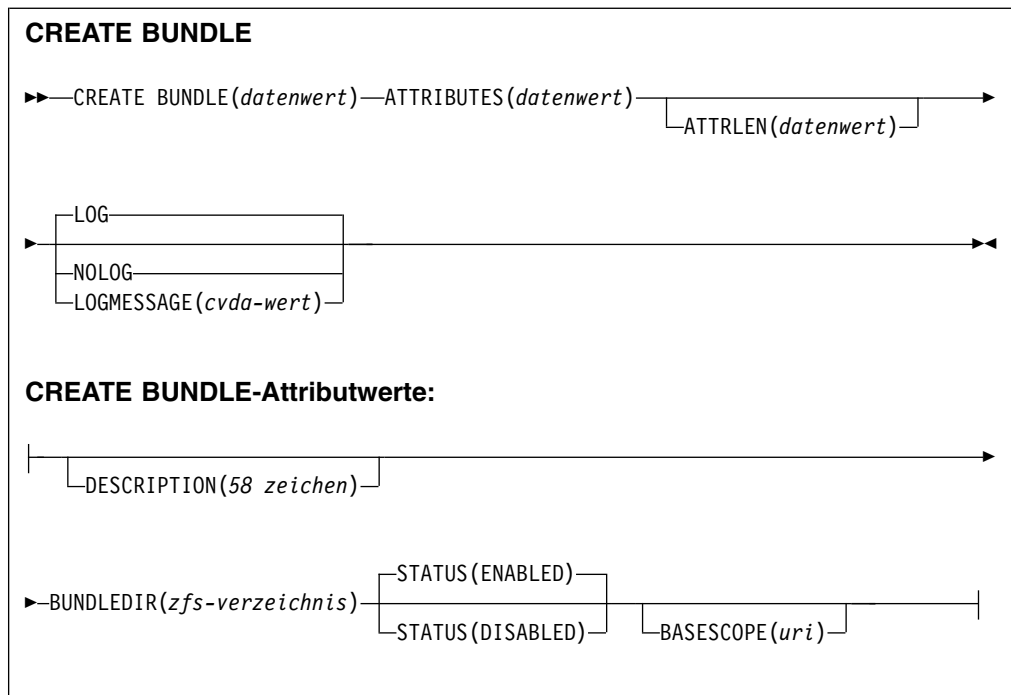 CREATE BUNDLE
CREATE BUNDLE(datenwert) ATTRIBUTES(datenwert)
ATTRLEN(datenwert)
LOG
NOLOG
LOGMESSAGE(cvda-wert)
CREATE BUNDLE-Attributwerte:
DESCRIPTION(58 zeichen)
STATUS(ENABLED)
BUNDLEDIR(zfs-verzeichnis)
STATUS(DISABLED) BASESCOPE(uri)